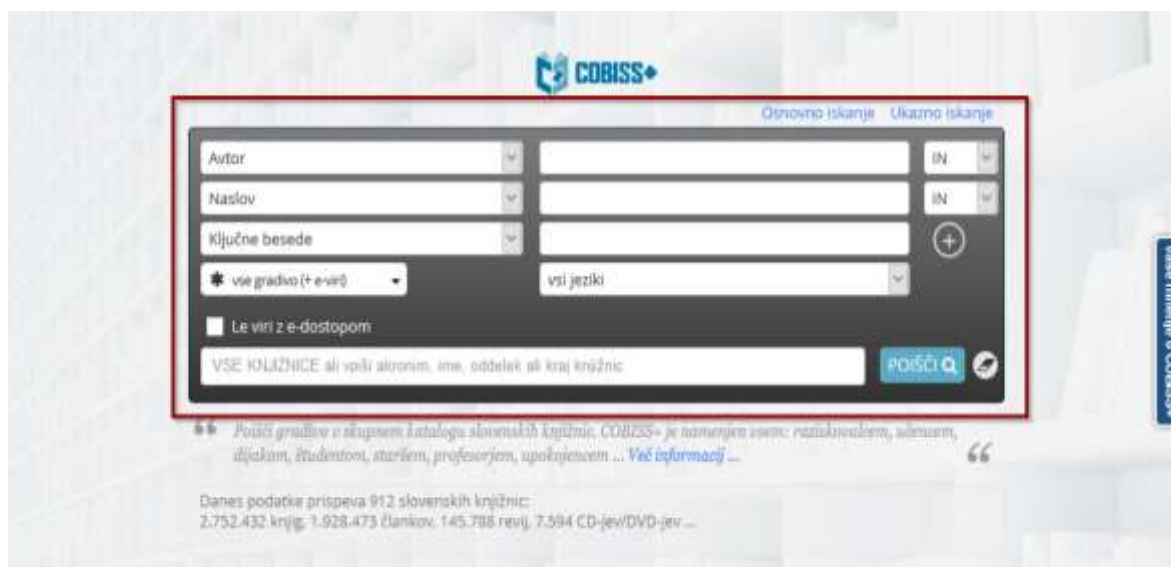 COBISS+
Osnovno iskanje Ukazno iskanje
Avtor IN
Naslov IN
Ključne besede
vse gradivo (+ e-viri) vsi jeziki
Le viri z e-dostopom
VSE KNJIŽNICE ali vpiši akronim, ime, oddelek ali kraj knjižnic
POIŠČI
Poišči gradivo v skupnem katalogu slovenskih knjižnic. COBISS+ je namenjen vsem: raziskovalcem, učencem,
dijakom, študentom, staršem, profesorjem, upokojencem ... Več informacij ...
Danes podatke prispeva 912 slovenskih knjižnic:
2.752.432 knjig, 1.928.473 člankov, 145.788 revij, 7.594 CD-jev/DVD-jev ...